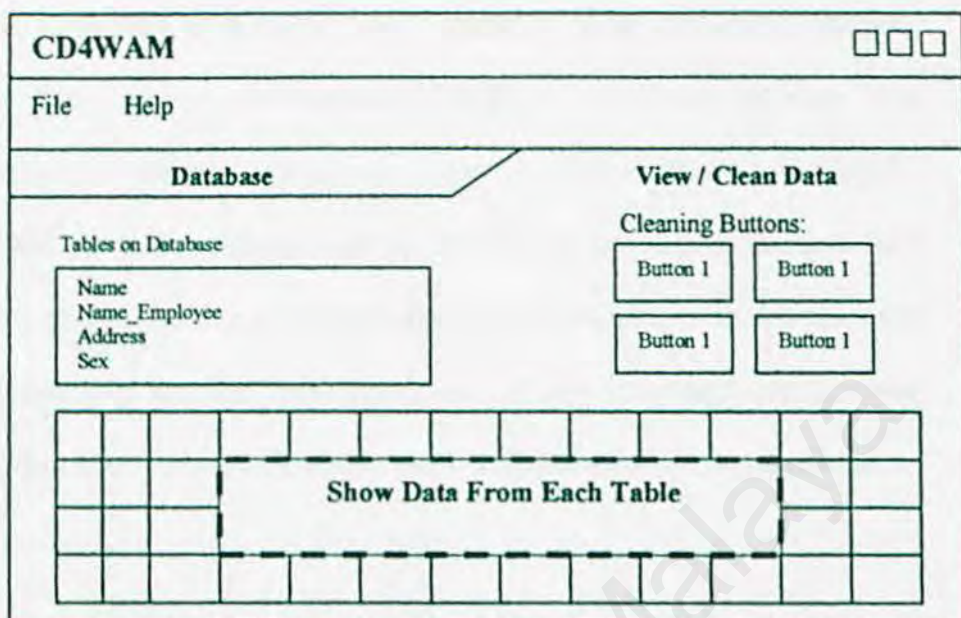 CD4WAM
File Help
Database View / Clean Data
Cleaning Buttons:
Tables on Database
Button 1 Button 1
Name
Name_Employee
Address
Button 1 Button 1
Sex
Show Data From Each Table
Malaya